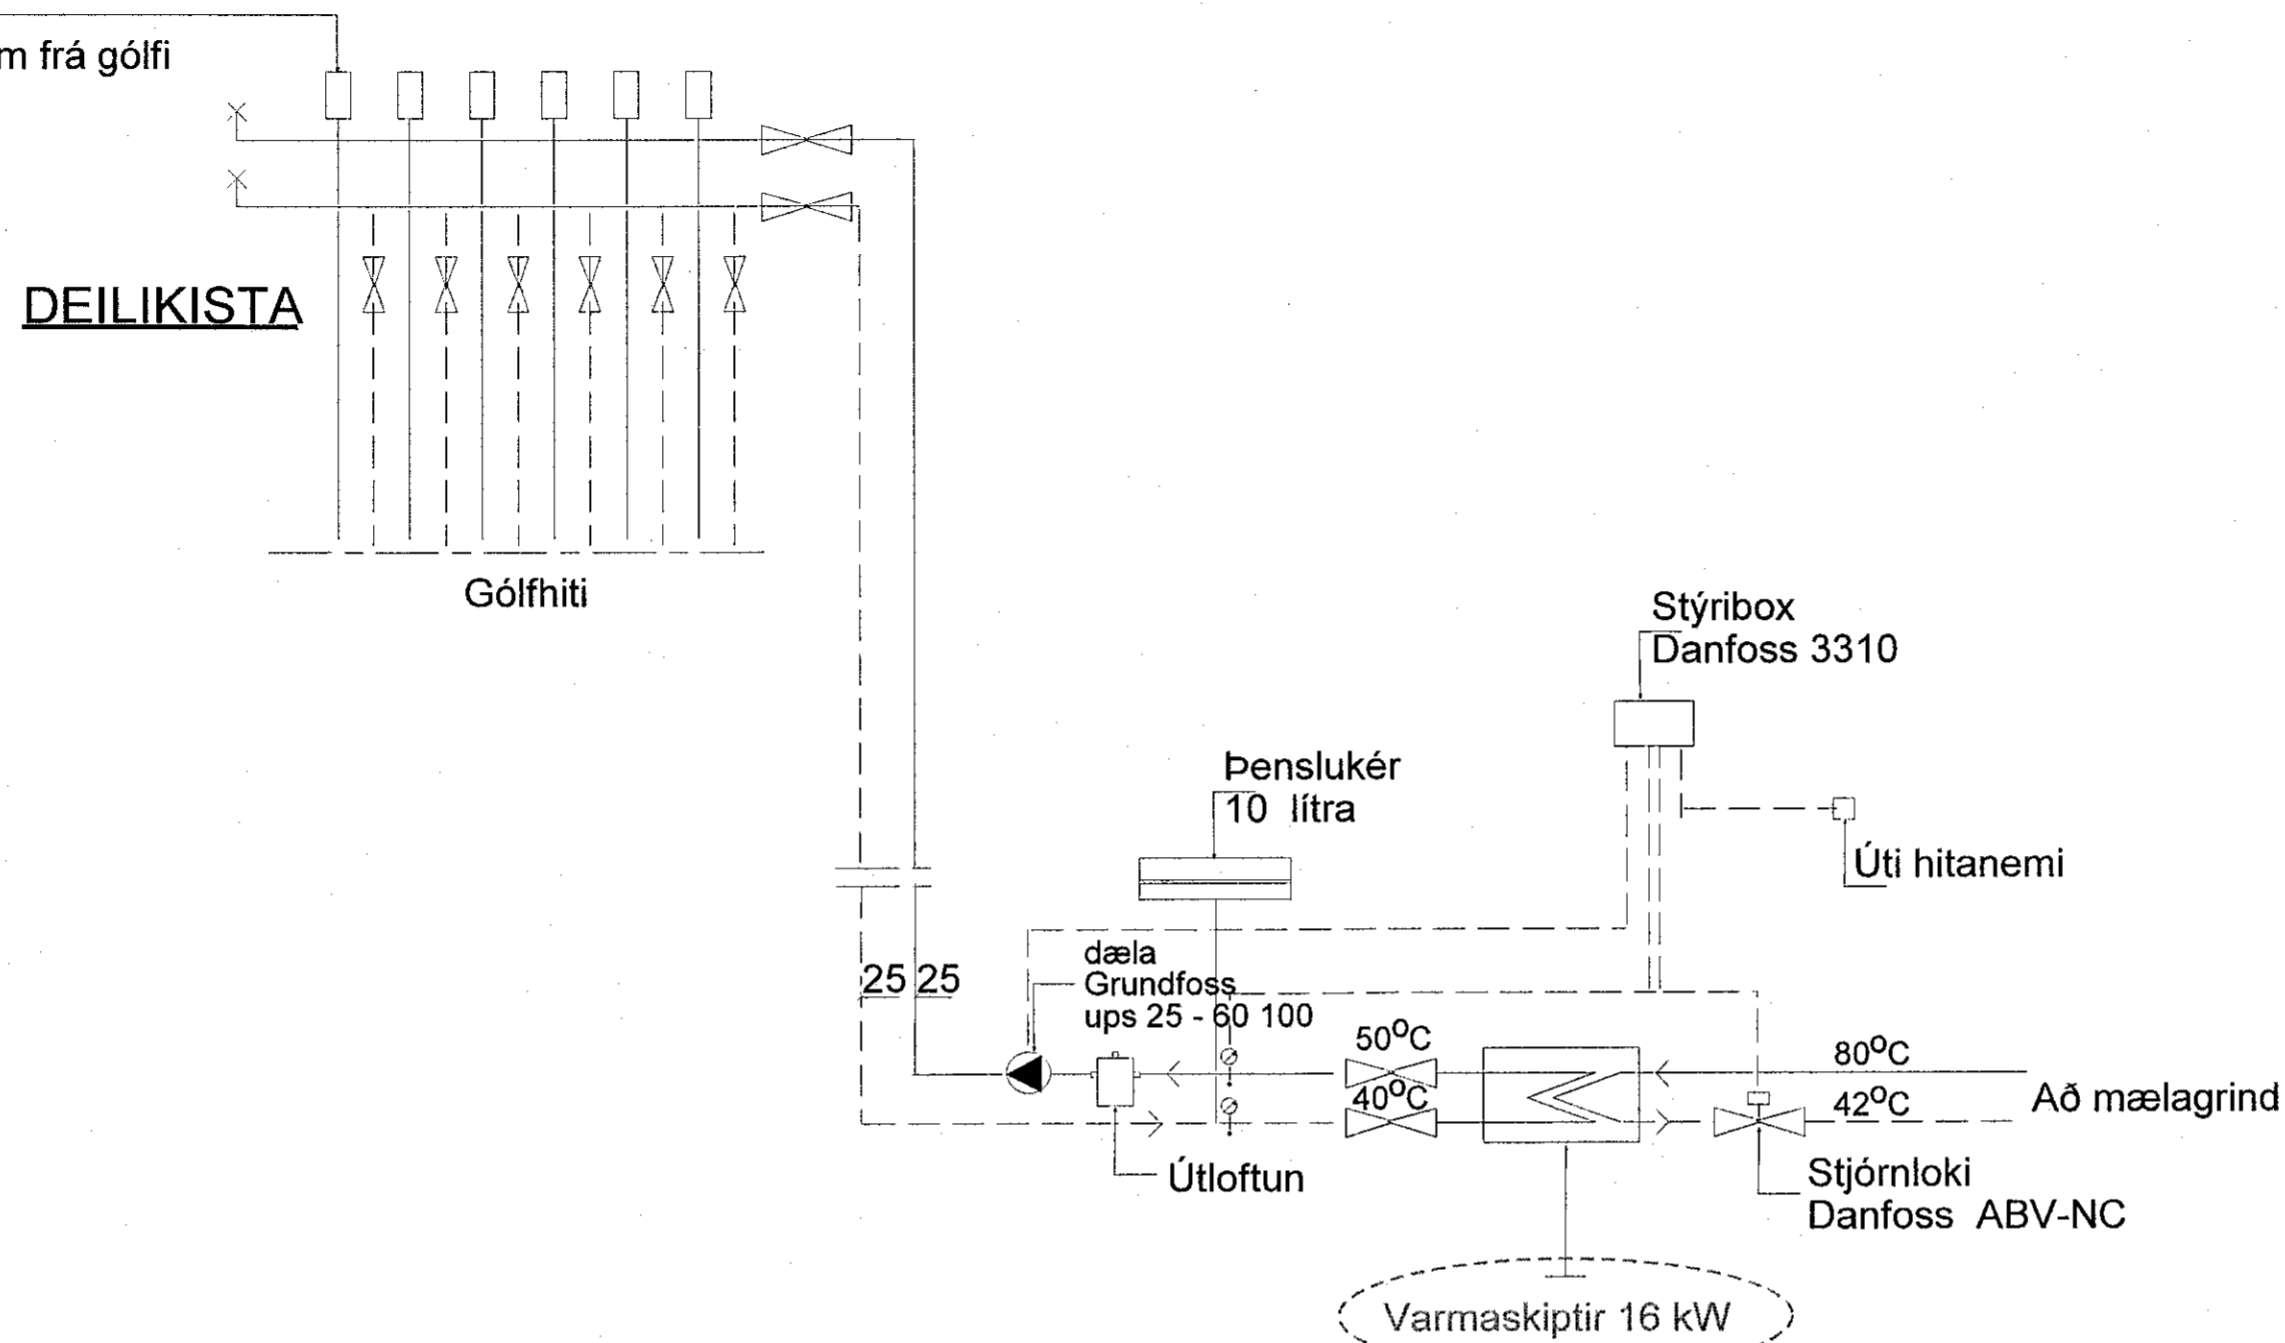 m frá gólfi
DEILIKISTA
Gólfhiti
Stýribox
Danfoss 3310
Þenslukér
10 lítra
Úti hitanemi
25 25
dæla
Grundfoss
ups 25 - 60 100
50°C
40°C
80°C
42°C
Að mælagrind
Útloftun
Stjórnloki
Danfoss ABV-NC
Varmaskiptir 16 kW